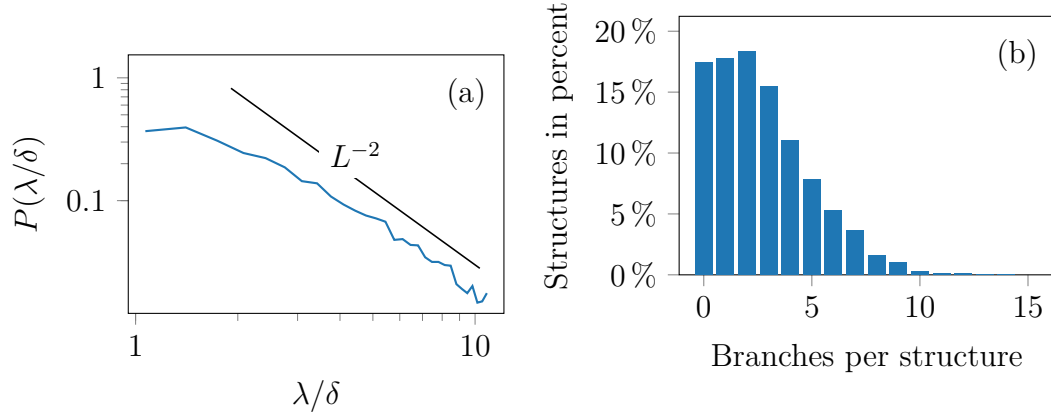 (a)
P(λ/δ)
1
0.1
L⁻²
1
10
λ/δ
(b)
Structures in percent
20 %
15 %
10 %
5 %
0 %
0
5
10
15
Branches per structure